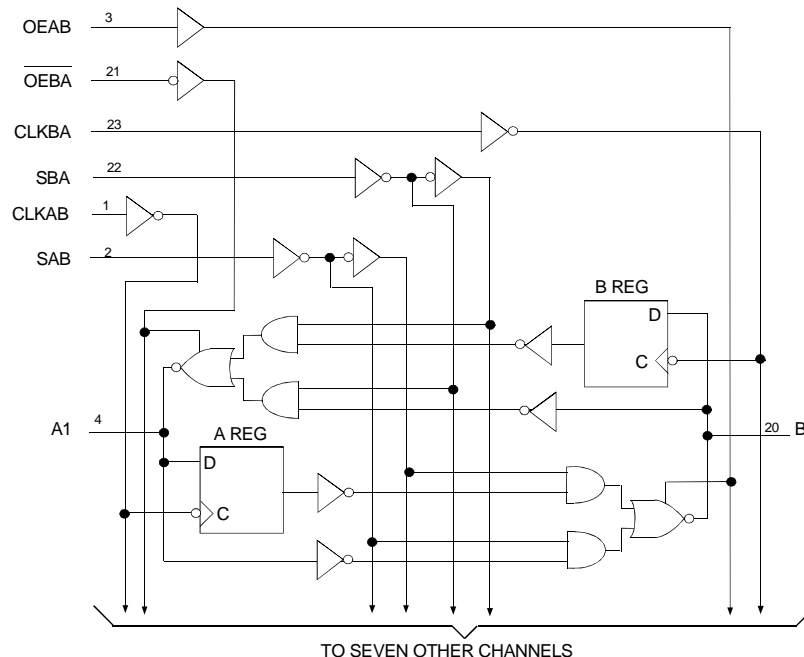 OEAB 3
O̅E̅B̅A̅ 21
CLKBA 23
SBA 22
CLKAB 1
SAB 2
B REG
D
C
A1 4
20 B
A REG
D
C
TO SEVEN OTHER CHANNELS